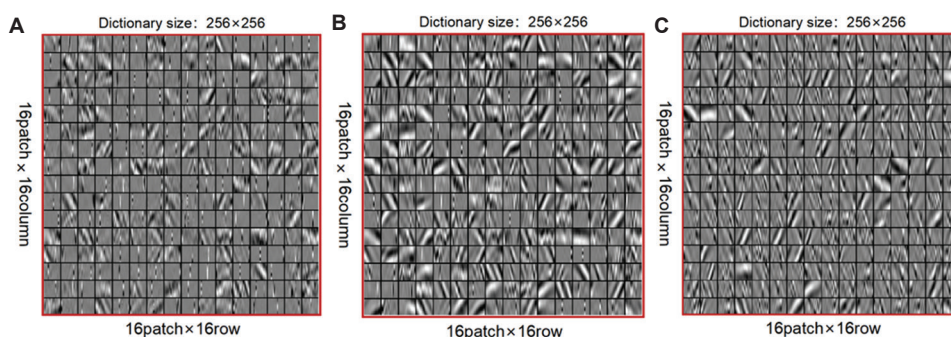 A
Dictionary size: 256×256
16patch × 16column
16patch×16row
B
Dictionary size: 256×256
16patch × 16column
16patch×16row
C
Dictionary size: 256×256
16patch × 16column
16patch×16row